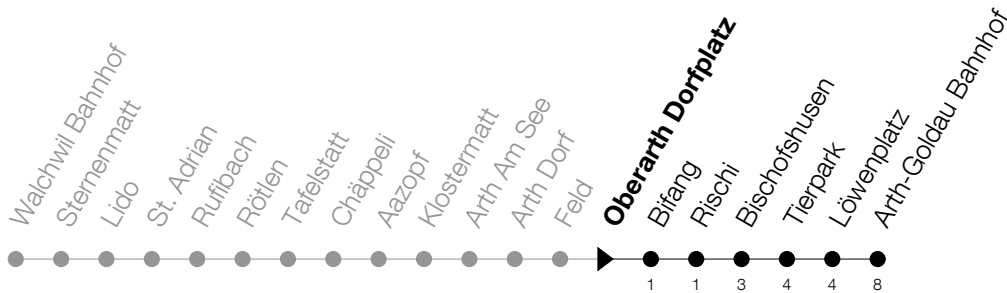 Walchwil Bahnhof
Sternenmatt
Lido
St. Adrian
Rufibach
Rötlen
Tafelstatt
Chäppeli
Aazopf
Klostermatt
Arth Am See
Arth Dorf
Feld
Oberarth Dorfplatz
Bifang
Rischi
Bischofshusen
Tierpark
Löwenplatz
Arth-Goldau Bahnhof
1 1 3 4 4 8